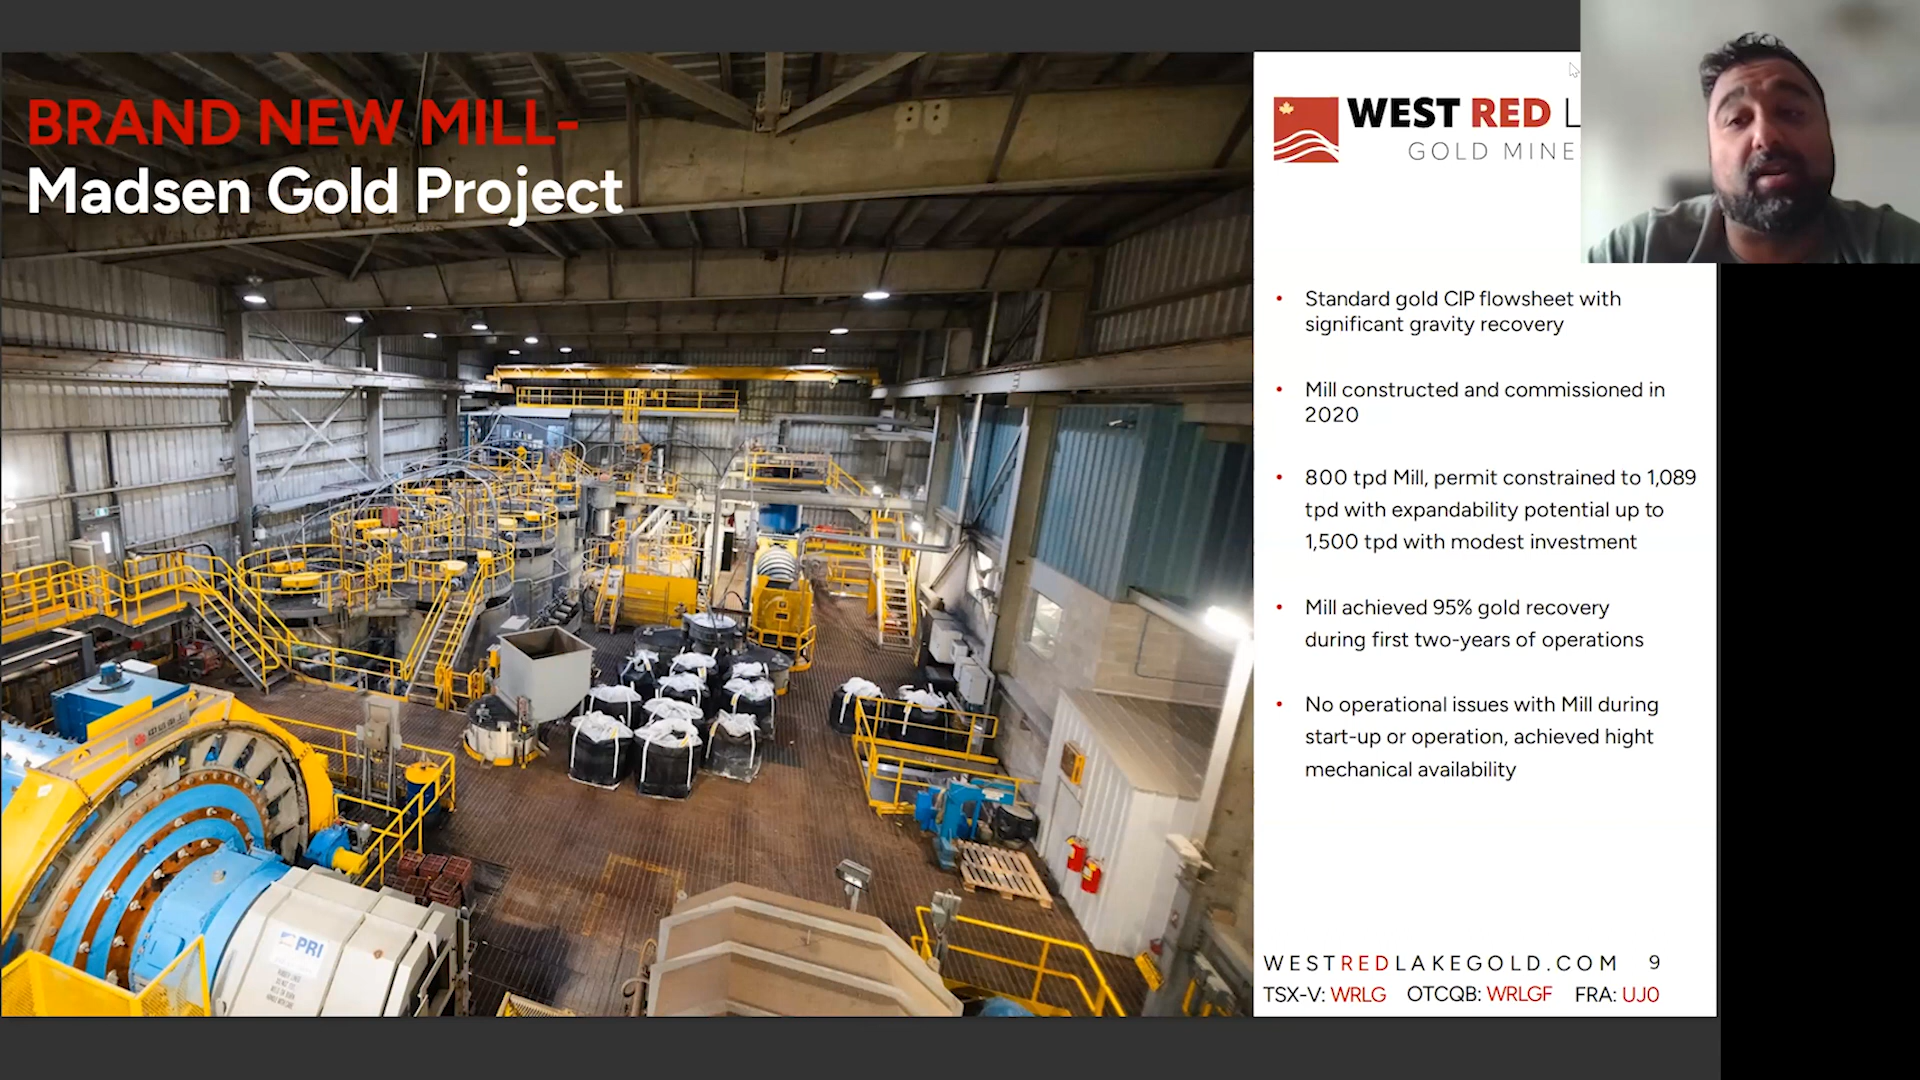 BRAND NEW MILL-
Madsen Gold Project
WEST RED L
GOLD MINE
• Standard gold CIP flowsheet with
significant gravity recovery
• Mill constructed and commissioned in
2020
• 800 tpd Mill, permit constrained to 1,089
tpd with expandability potential up to
1,500 tpd with modest investment
• Mill achieved 95% gold recovery
during first two-years of operations
• No operational issues with Mill during
start-up or operation, achieved hight
mechanical availability
PRI
WESTREDLAKEGOLD.COM 9
TSX-V: WRLG OTCQB: WRLGF FRA: UJ0